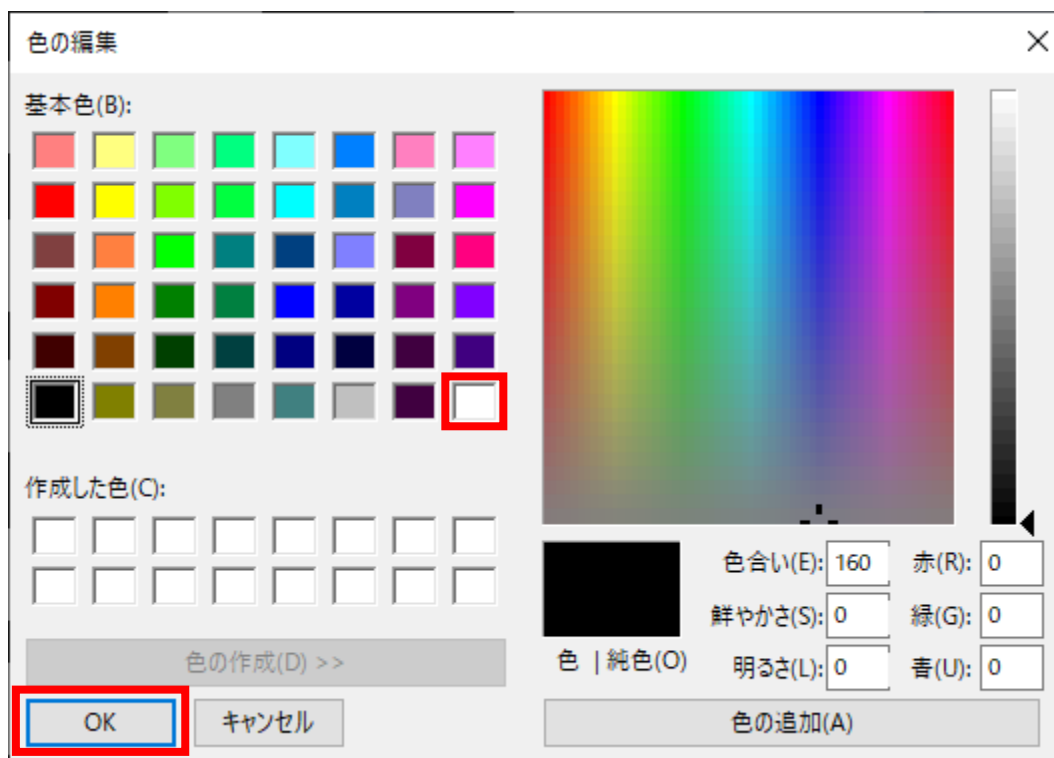 色の編集
基本色(B):
作成した色(C):
色の作成(D) >>
OK
キャンセル
色 | 純色(O)
色合い(E): 160
赤(R): 0
鮮やかさ(S): 0
緑(G): 0
明るさ(L): 0
青(U): 0
色の追加(A)